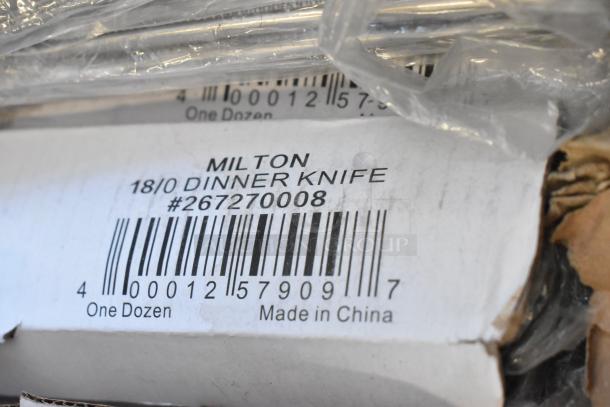 4 00012 57
One Dozen
MILTON
18/0 DINNER KNIFE
#267270008
GROUP
4 00012 57909 7
One Dozen Made in China